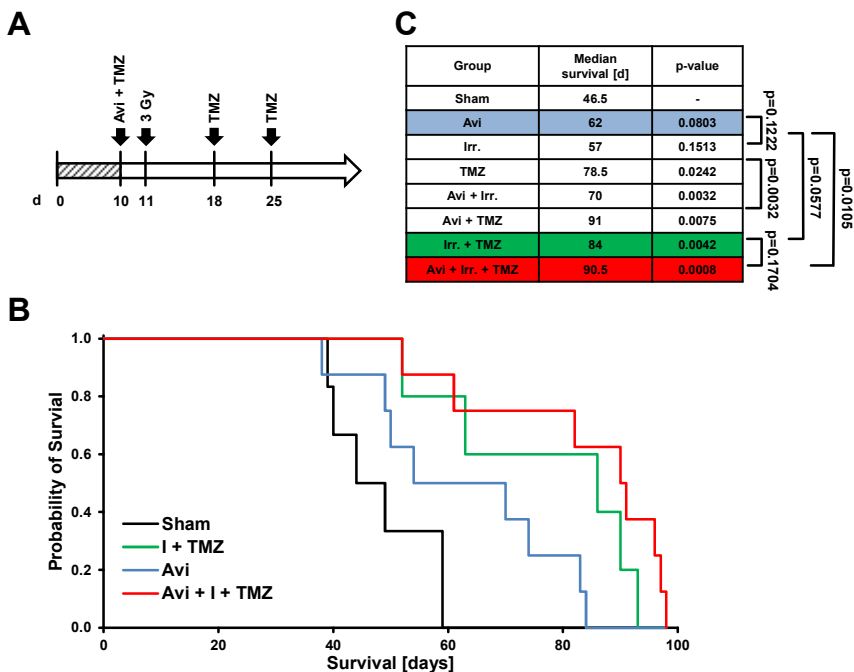 A
Avi + TMZ
3 Gy
TMZ
TMZ
d 0 10 11 18 25
C
Group Median survival [d] p-value
Sham 46.5 -
Avi 62 0.0803
Irr. 57 0.1513
TMZ 78.5 0.0242
Avi + Irr. 70 0.0032
Avi + TMZ 91 0.0075
Irr. + TMZ 84 0.0042
Avi + Irr. + TMZ 90.5 0.0008
p=0.1222
p=0.0032
p=0.1704
p=0.0577
p=0.0105
B
Probability of Survial
1.0
0.8
0.6
0.4
0.2
0.0
Sham
I + TMZ
Avi
Avi + I + TMZ
0 20 40 60 80 100
Survival [days]